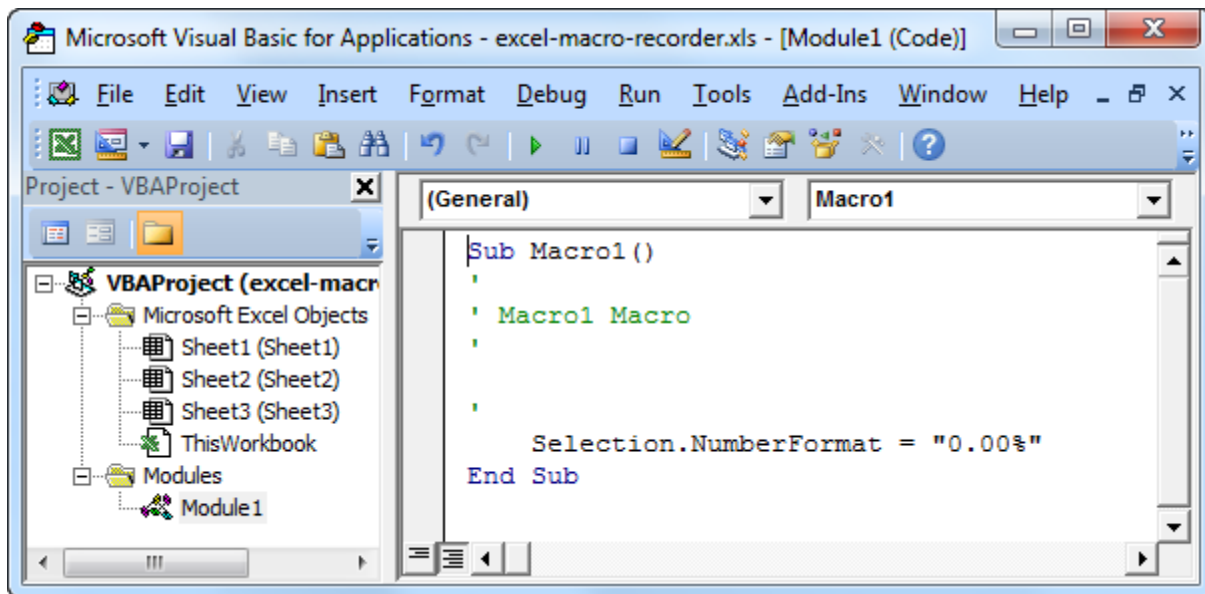 Microsoft Visual Basic for Applications - excel-macro-recorder.xls - [Module1 (Code)]
File Edit View Insert Format Debug Run Tools Add-Ins Window Help
Project - VBAProject
(General) Macro1
VBAProject (excel-macr
Microsoft Excel Objects
Sheet1 (Sheet1)
Sheet2 (Sheet2)
Sheet3 (Sheet3)
ThisWorkbook
Modules
Module1
Sub Macro1()
'
' Macro1 Macro
'
'
Selection.NumberFormat = "0.00%"
End Sub